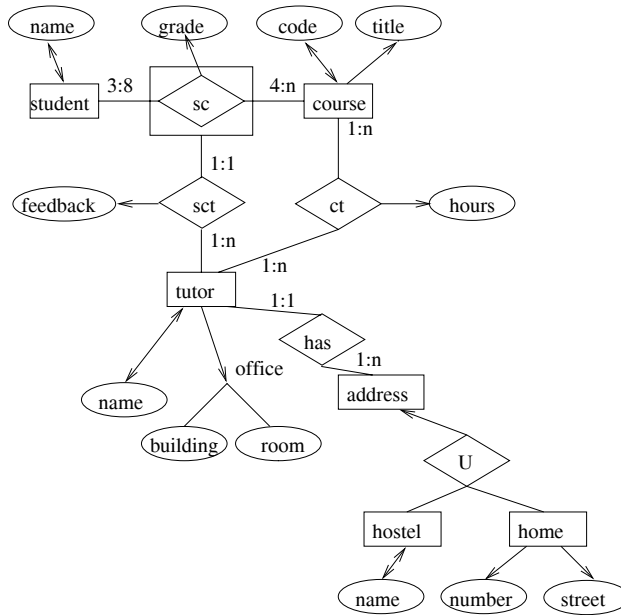 name
grade
code
title
3:8
4:n
student
sc
course
1:n
1:1
feedback
sct
ct
hours
1:n
1:n
tutor
1:1
has
office
1:n
name
address
building
room
U
hostel
home
name
number
street